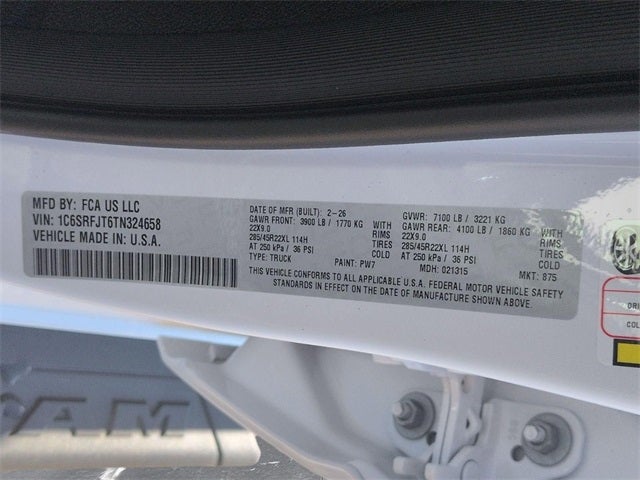 MFD BY: FCA US LLC
VIN: 1C6SRFJT6TN324658
VEHICLE MADE IN: U.S.A.
DATE OF MFR (BUILT): 2-26 GVWR: 7100 LB / 3221 KG
GAWR FRONT: 3900 LB / 1770 KG WITH GAWR REAR: 4100 LB / 1860 KG WITH
22X9.0 RIMS 22X9.0 RIMS
285/45R22XL 114H TIRES 285/45R22XL 114H TIRES
AT 250 kPa / 36 PSI COLD AT 250 kPa / 36 PSI COLD
TYPE: TRUCK PAINT: PW7 MDH: 021315 MKT: 875
THIS VEHICLE CONFORMS TO ALL APPLICABLE U.S.A. FEDERAL MOTOR VEHICLE SAFETY
STANDARDS IN EFFECT ON THE DATE OF MANUFACTURE SHOWN ABOVE.
RAM